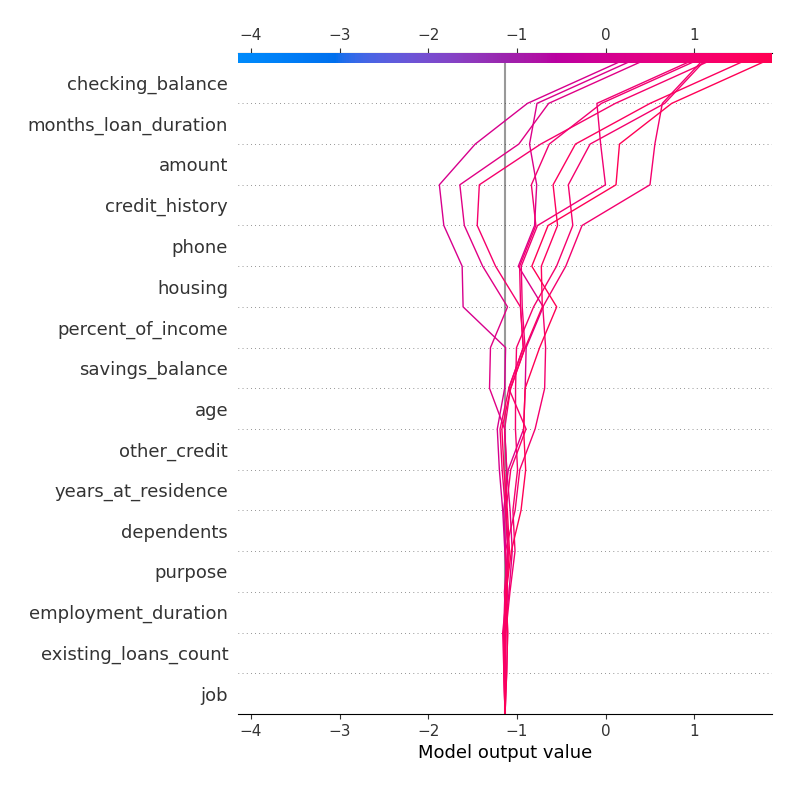 −4 −3 −2 −1 0 1
checking_balance
months_loan_duration
amount
credit_history
phone
housing
percent_of_income
savings_balance
age
other_credit
years_at_residence
dependents
purpose
employment_duration
existing_loans_count
job
−4 −3 −2 −1 0 1
Model output value